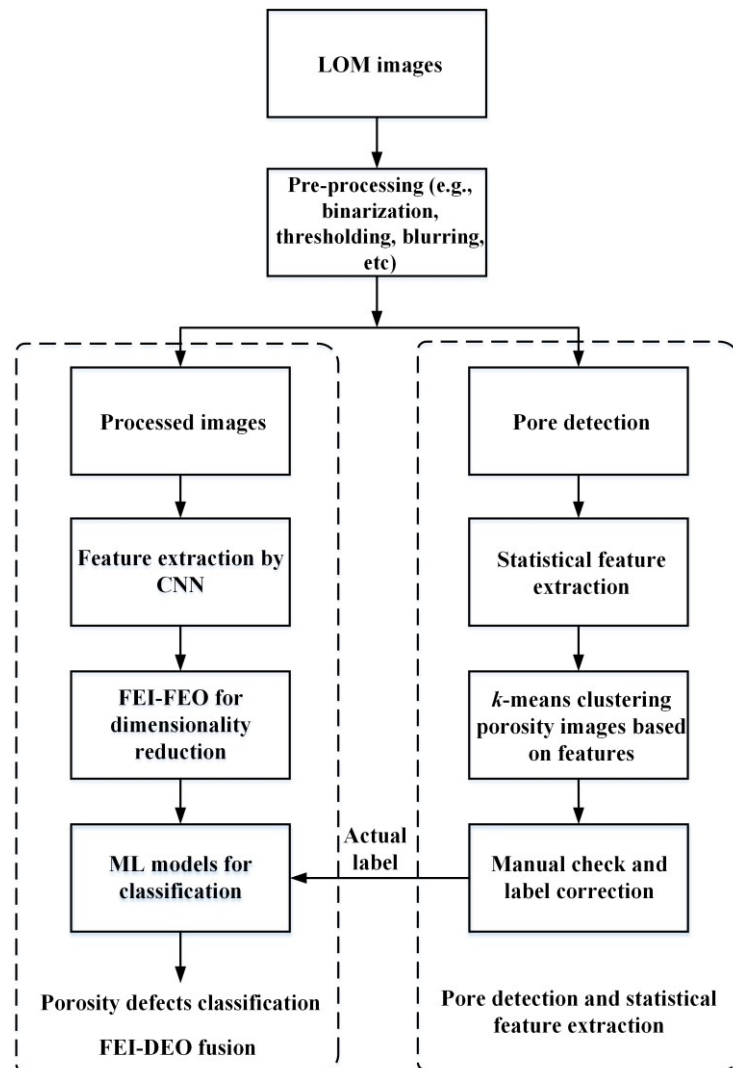 LOM images
Pre-processing (e.g.,
binarization,
thresholding, blurring,
etc)
Processed images
Feature extraction by
CNN
FEI-FEO for
dimensionality
reduction
ML models for
classification
Porosity defects classification
FEI-DEO fusion
Actual
label
Pore detection
Statistical feature
extraction
k-means clustering
porosity images based
on features
Manual check and
label correction
Pore detection and statistical
feature extraction